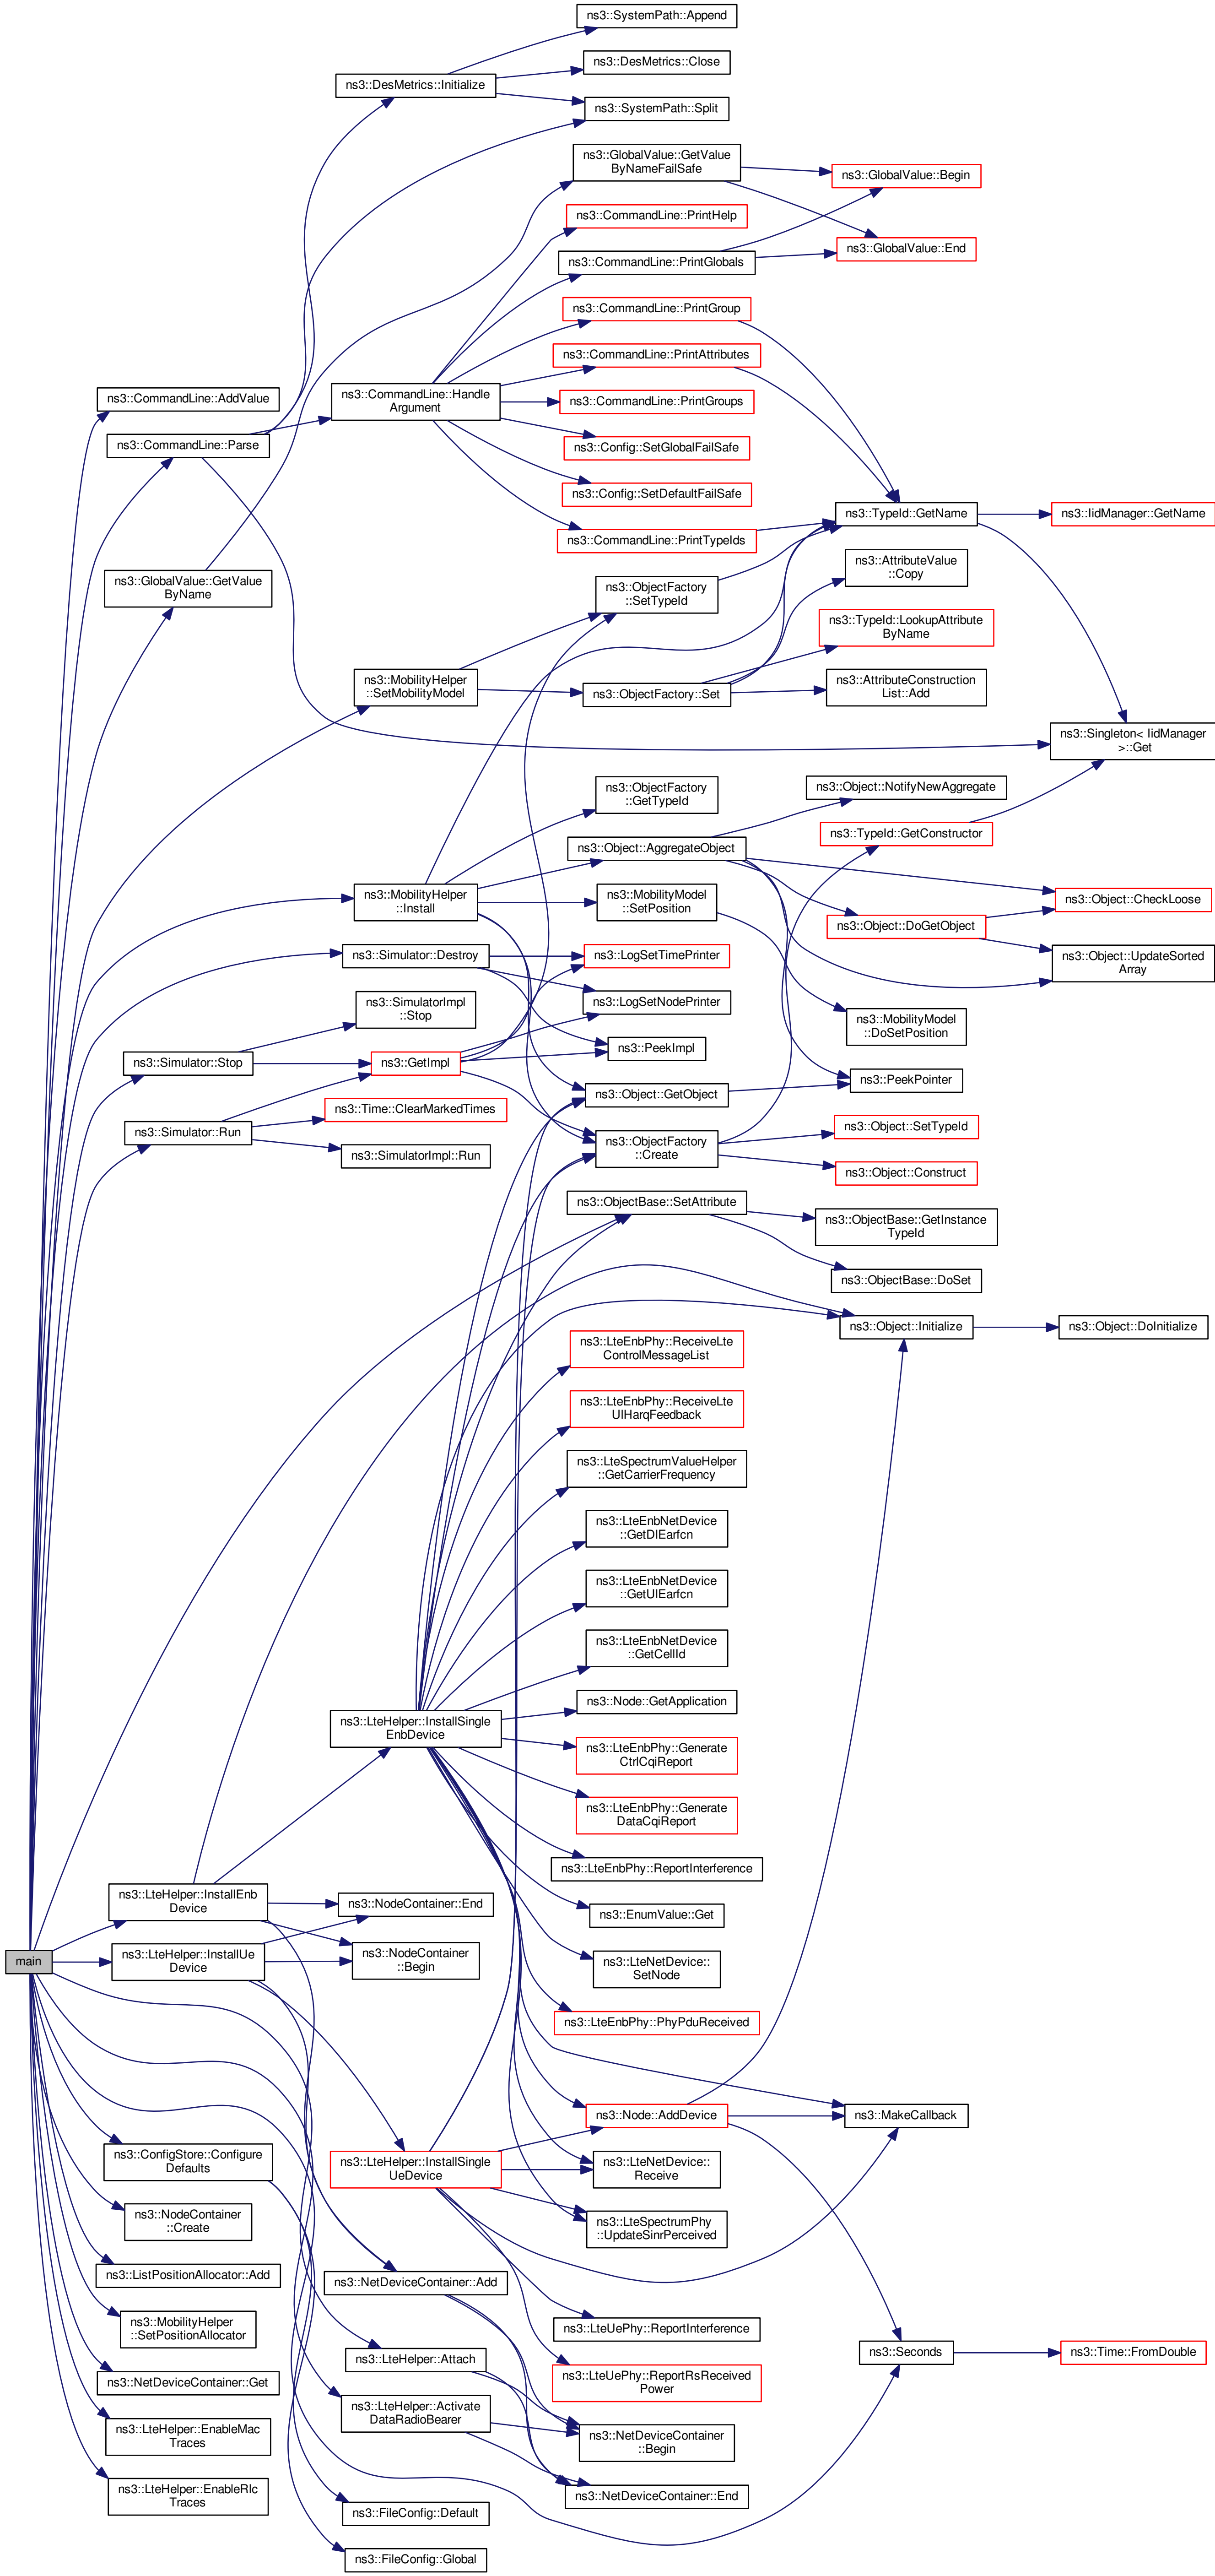 ns3::SystemPath::Append
ns3::DesMetrics::Close
ns3::DesMetrics::Initialize
ns3::SystemPath::Split
ns3::GlobalValue::GetValue
ByNameFailSafe
ns3::GlobalValue::Begin
ns3::CommandLine::PrintHelp
ns3::GlobalValue::End
ns3::CommandLine::PrintGlobals
ns3::CommandLine::PrintGroup
ns3::CommandLine::PrintAttributes
ns3::CommandLine::AddValue
ns3::CommandLine::Handle
Argument
ns3::CommandLine::PrintGroups
ns3::CommandLine::Parse
ns3::Config::SetGlobalFailSafe
ns3::Config::SetDefaultFailSafe
ns3::TypeId::GetName
ns3::IidManager::GetName
ns3::CommandLine::PrintTypeIds
ns3::AttributeValue
::Copy
ns3::GlobalValue::GetValue
ByName
ns3::ObjectFactory
::SetTypeId
ns3::TypeId::LookupAttribute
ByName
ns3::MobilityHelper
::SetMobilityModel
ns3::ObjectFactory::Set
ns3::AttributeConstruction
List::Add
ns3::Singleton< IidManager
>::Get
ns3::ObjectFactory
::GetTypeId
ns3::Object::NotifyNewAggregate
ns3::TypeId::GetConstructor
ns3::Object::AggregateObject
ns3::MobilityHelper
::Install
ns3::MobilityModel
::SetPosition
ns3::Object::CheckLoose
ns3::Object::DoGetObject
ns3::Simulator::Destroy
ns3::LogSetTimePrinter
ns3::Object::UpdateSorted
Array
ns3::SimulatorImpl
::Stop
ns3::LogSetNodePrinter
ns3::MobilityModel
::DoSetPosition
ns3::PeekImpl
ns3::Simulator::Stop
ns3::GetImpl
ns3::PeekPointer
ns3::Object::GetObject
ns3::Time::ClearMarkedTimes
ns3::Simulator::Run
ns3::Object::SetTypeId
ns3::ObjectFactory
::Create
ns3::SimulatorImpl::Run
ns3::Object::Construct
ns3::ObjectBase::SetAttribute
ns3::ObjectBase::GetInstance
TypeId
ns3::ObjectBase::DoSet
ns3::Object::Initialize
ns3::Object::DoInitialize
ns3::LteEnbPhy::ReceiveLte
ControlMessageList
ns3::LteEnbPhy::ReceiveLte
UlHarqFeedback
ns3::LteSpectrumValueHelper
::GetCarrierFrequency
ns3::LteEnbNetDevice
::GetDlEarfcn
ns3::LteEnbNetDevice
::GetUlEarfcn
ns3::LteEnbNetDevice
::GetCellId
ns3::Node::GetApplication
ns3::LteHelper::InstallSingle
EnbDevice
ns3::LteEnbPhy::Generate
CtrlCqiReport
ns3::LteEnbPhy::Generate
DataCqiReport
ns3::LteEnbPhy::ReportInterference
ns3::LteHelper::InstallEnb
Device
ns3::NodeContainer::End
ns3::EnumValue::Get
main
ns3::LteHelper::InstallUe
Device
ns3::NodeContainer
::Begin
ns3::LteNetDevice::
SetNode
ns3::LteEnbPhy::PhyPduReceived
ns3::Node::AddDevice
ns3::MakeCallback
ns3::ConfigStore::Configure
Defaults
ns3::LteHelper::InstallSingle
UeDevice
ns3::LteNetDevice::
Receive
ns3::NodeContainer
::Create
ns3::LteSpectrumPhy
::UpdateSinrPerceived
ns3::ListPositionAllocator::Add
ns3::NetDeviceContainer::Add
ns3::MobilityHelper
::SetPositionAllocator
ns3::LteUePhy::ReportInterference
ns3::LteHelper::Attach
ns3::Seconds
ns3::Time::FromDouble
ns3::NetDeviceContainer::Get
ns3::LteUePhy::ReportRsReceived
Power
ns3::LteHelper::Activate
DataRadioBearer
ns3::LteHelper::EnableMac
Traces
ns3::NetDeviceContainer
::Begin
ns3::LteHelper::EnableRlc
Traces
ns3::NetDeviceContainer::End
ns3::FileConfig::Default
ns3::FileConfig::Global